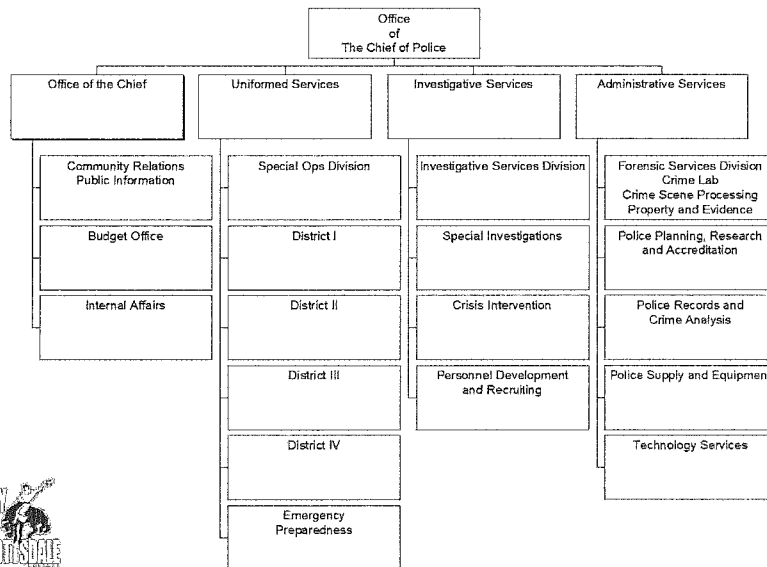 Office
of
The Chief of Police
Office of the Chief
Uniformed Services
Investigative Services
Administrative Services
Community Relations
Public Information
Budget Office
Internal Affairs
Special Ops Division
District I
District II
District III
District IV
Emergency
Preparedness
Investigative Services Division
Special Investigations
Crisis Intervention
Personnel Development
and Recruiting
Forensic Services Division
Crime Lab
Crime Scene Processing
Property and Evidence
Police Planning, Research
and Accreditation
Police Records and
Crime Analysis
Police Supply and Equipmen
Technology Services